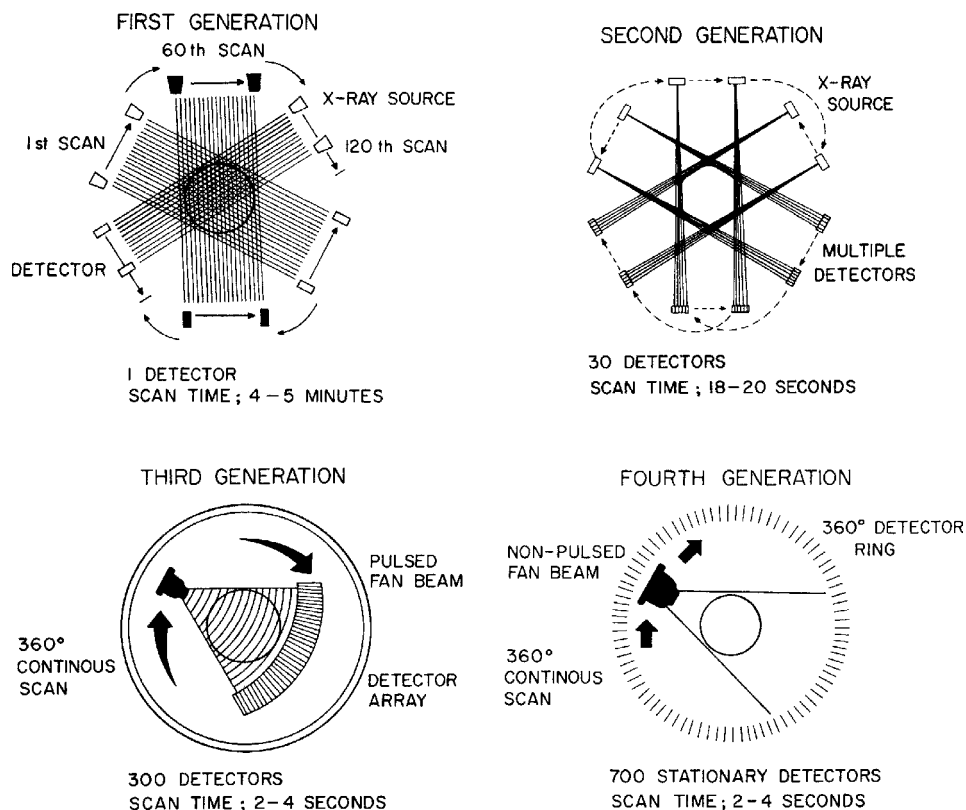 FIRST GENERATION
60th SCAN
X-RAY SOURCE
1st SCAN
120th SCAN
DETECTOR
1 DETECTOR
SCAN TIME; 4-5 MINUTES
SECOND GENERATION
X-RAY
SOURCE
MULTIPLE
DETECTORS
30 DETECTORS
SCAN TIME; 18-20 SECONDS
THIRD GENERATION
PULSED
FAN BEAM
360°
CONTINOUS
SCAN
DETECTOR
ARRAY
300 DETECTORS
SCAN TIME; 2-4 SECONDS
FOURTH GENERATION
360° DETECTOR
RING
NON-PULSED
FAN BEAM
360°
CONTINOUS
SCAN
700 STATIONARY DETECTORS
SCAN TIME; 2-4 SECONDS